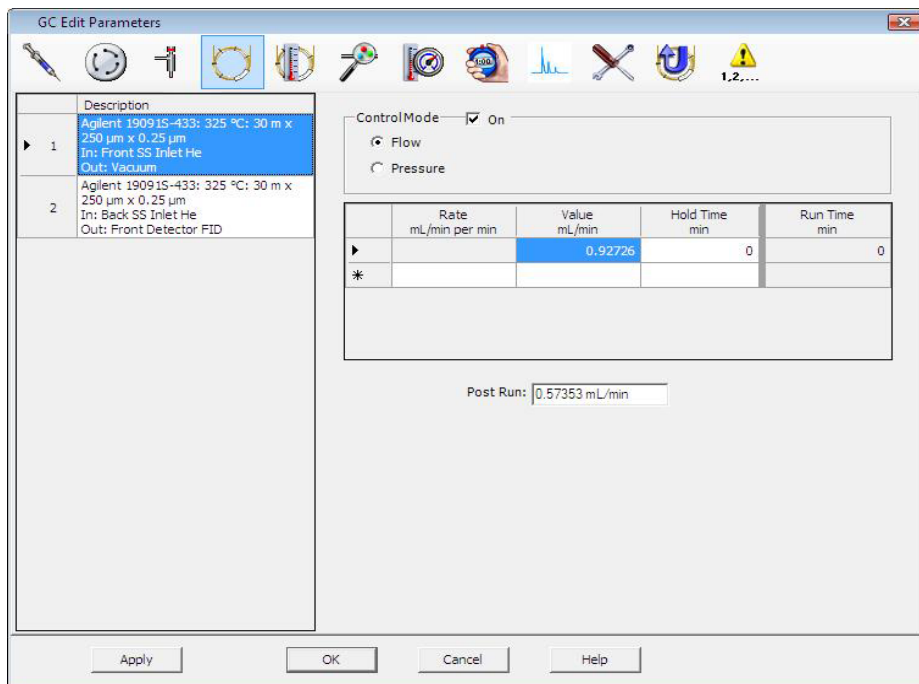 GC Edit Parameters
1:00
1,2,...
Description
1
Agilent 19091S-433: 325 °C: 30 m x
250 µm x 0.25 µm
In: Front SS Inlet He
Out: Vacuum
2
Agilent 19091S-433: 325 °C: 30 m x
250 µm x 0.25 µm
In: Back SS Inlet He
Out: Front Detector FID
Control Mode On
Flow
Pressure
Rate Value Hold Time Run Time
mL/min per min mL/min min min
0.92726 0 0
Post Run: 0.57353 mL/min
Apply OK Cancel Help